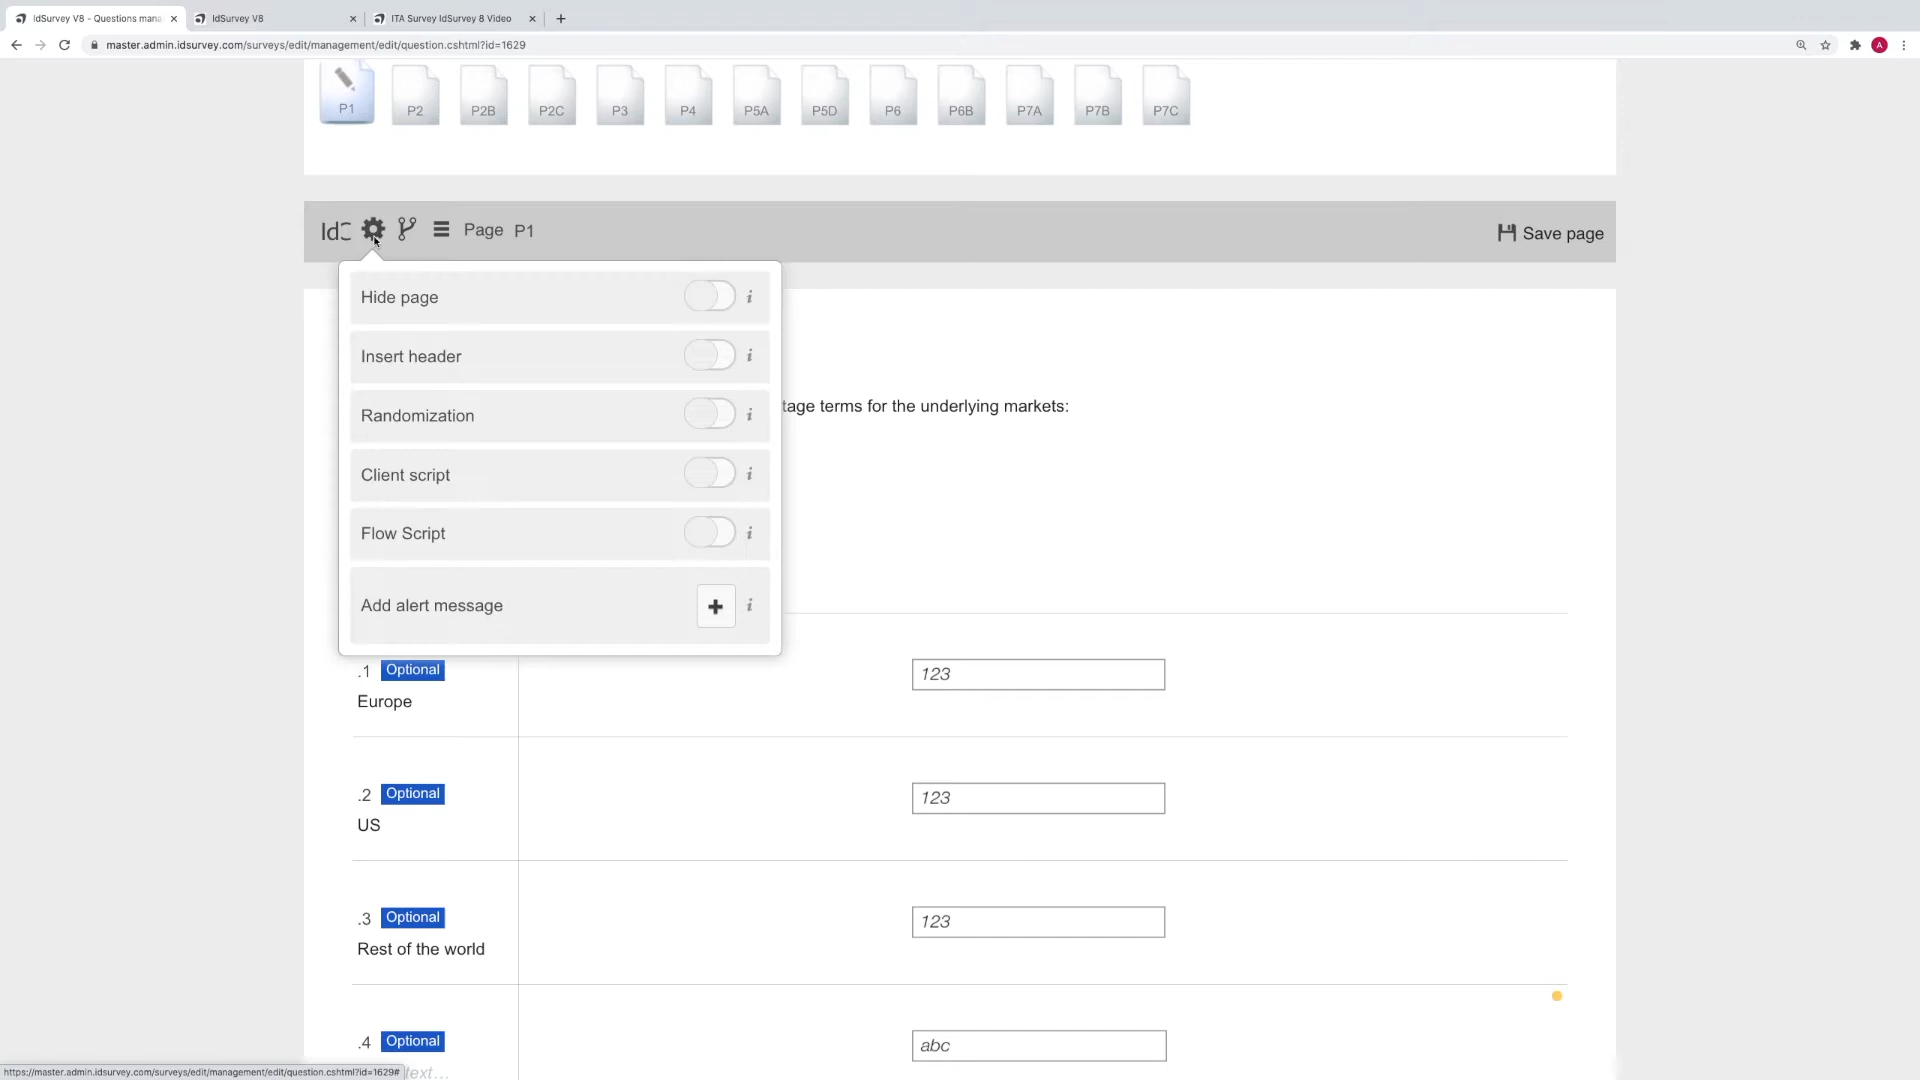 IdSurvey V8 - Questions mana
IdSurvey V8
ITA Survey IdSurvey 8 Video
master.admin.idsurvey.com/surveys/edit/management/edit/question.cshtml?id=1629
A
P1
P2
P2B
P2C
P3
P4
P5A
P5D
P6
P6B
P7A
P7B
P7C
Page P1
Save page
Hide page
Insert header
Randomization
Client script
Flow Script
Add alert message
tage terms for the underlying markets:
.1 Optional
Europe
123
.2 Optional
US
123
.3 Optional
Rest of the world
123
.4 Optional
abc
text...
https://master.admin.idsurvey.com/surveys/edit/management/edit/question.cshtml?id=1629#